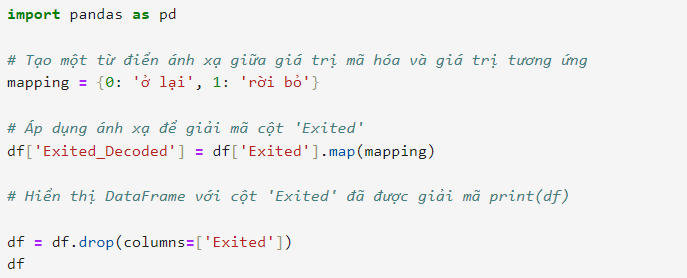 import pandas as pd
# Tạo một từ điển ánh xạ giữa giá trị mã hóa và giá trị tương ứng
mapping = {0: 'ở lại', 1: 'rời bỏ'}
# Áp dụng ánh xạ để giải mã cột 'Exited'
df['Exited_Decoded'] = df['Exited'].map(mapping)
# Hiển thị DataFrame với cột 'Exited' đã được giải mã print(df)
df = df.drop(columns=['Exited'])
df